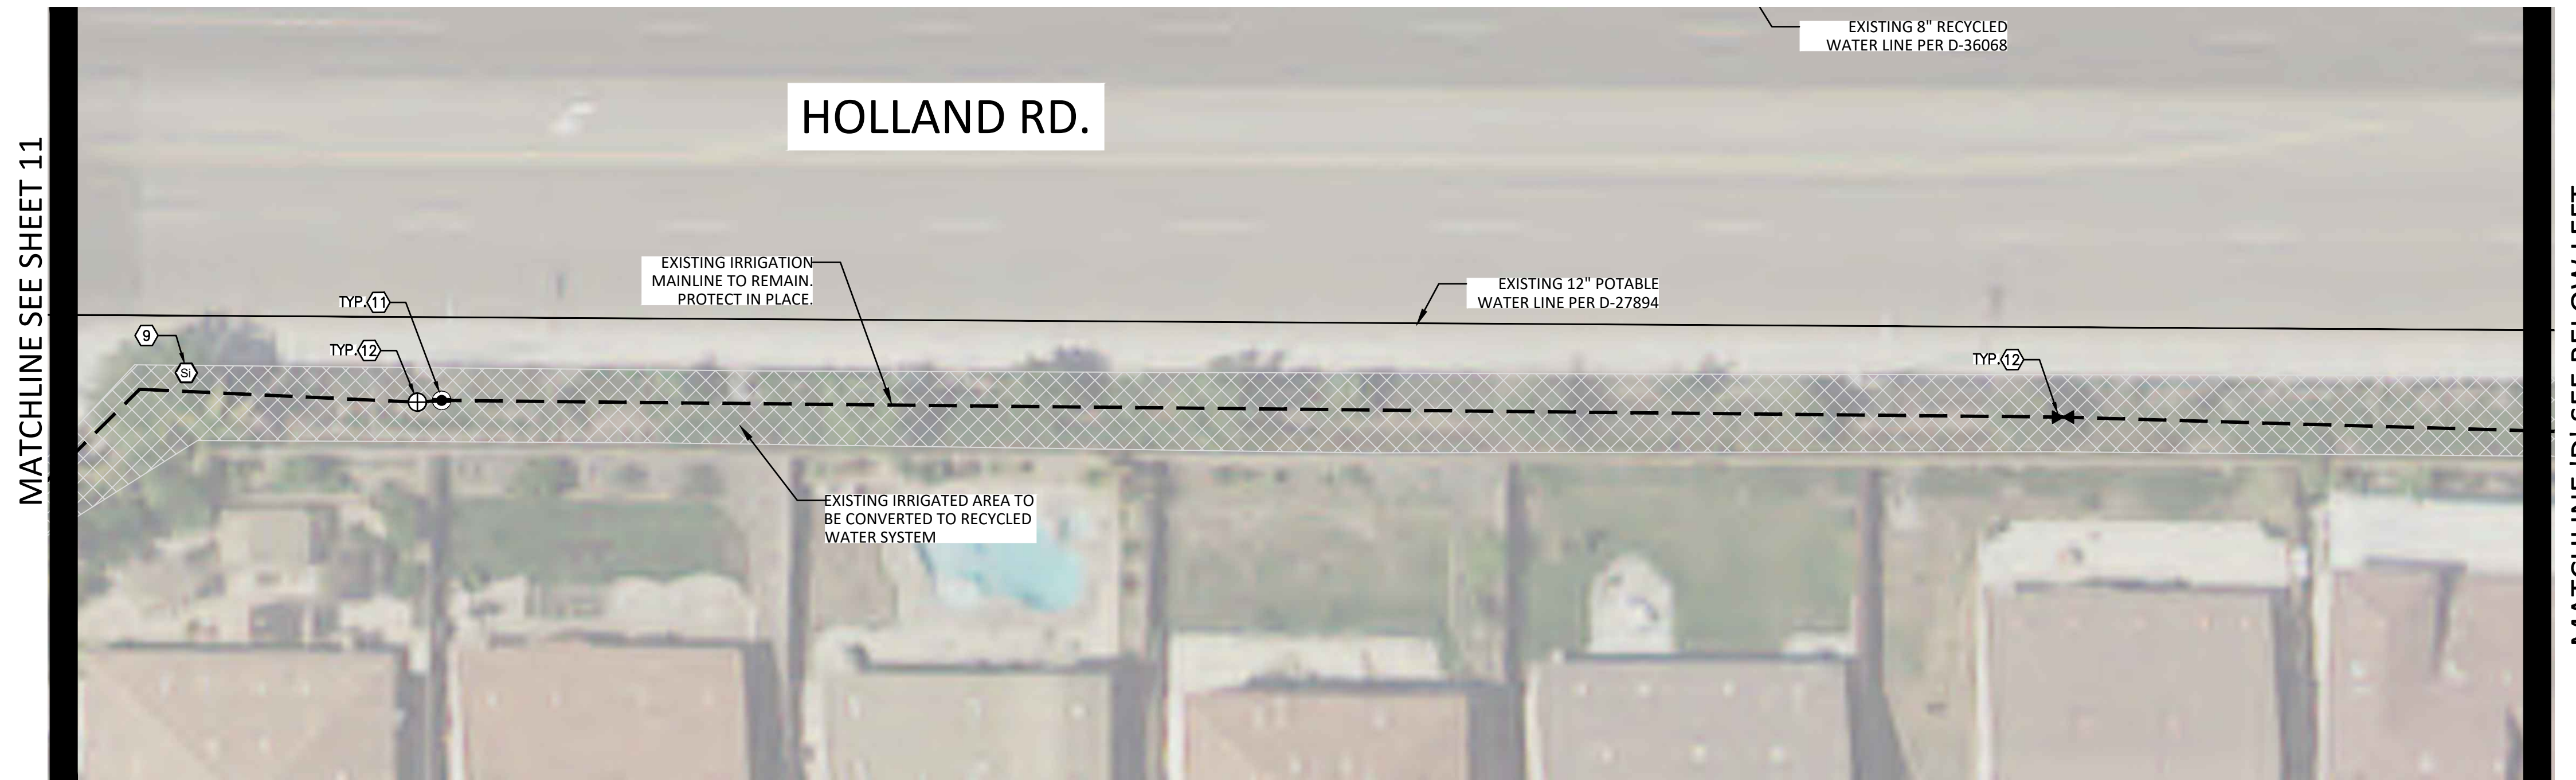 EXISTING 8" RECYCLED
WATER LINE PER D-36068
HOLLAND RD.
MATCHLINE SEE SHEET 11
EXISTING IRRIGATION
MAINLINE TO REMAIN.
PROTECT IN PLACE.
EXISTING 12" POTABLE
WATER LINE PER D-27894
TYP. 11
9
TYP. 12
Si
TYP. 12
EXISTING IRRIGATED AREA TO
BE CONVERTED TO RECYCLED
WATER SYSTEM